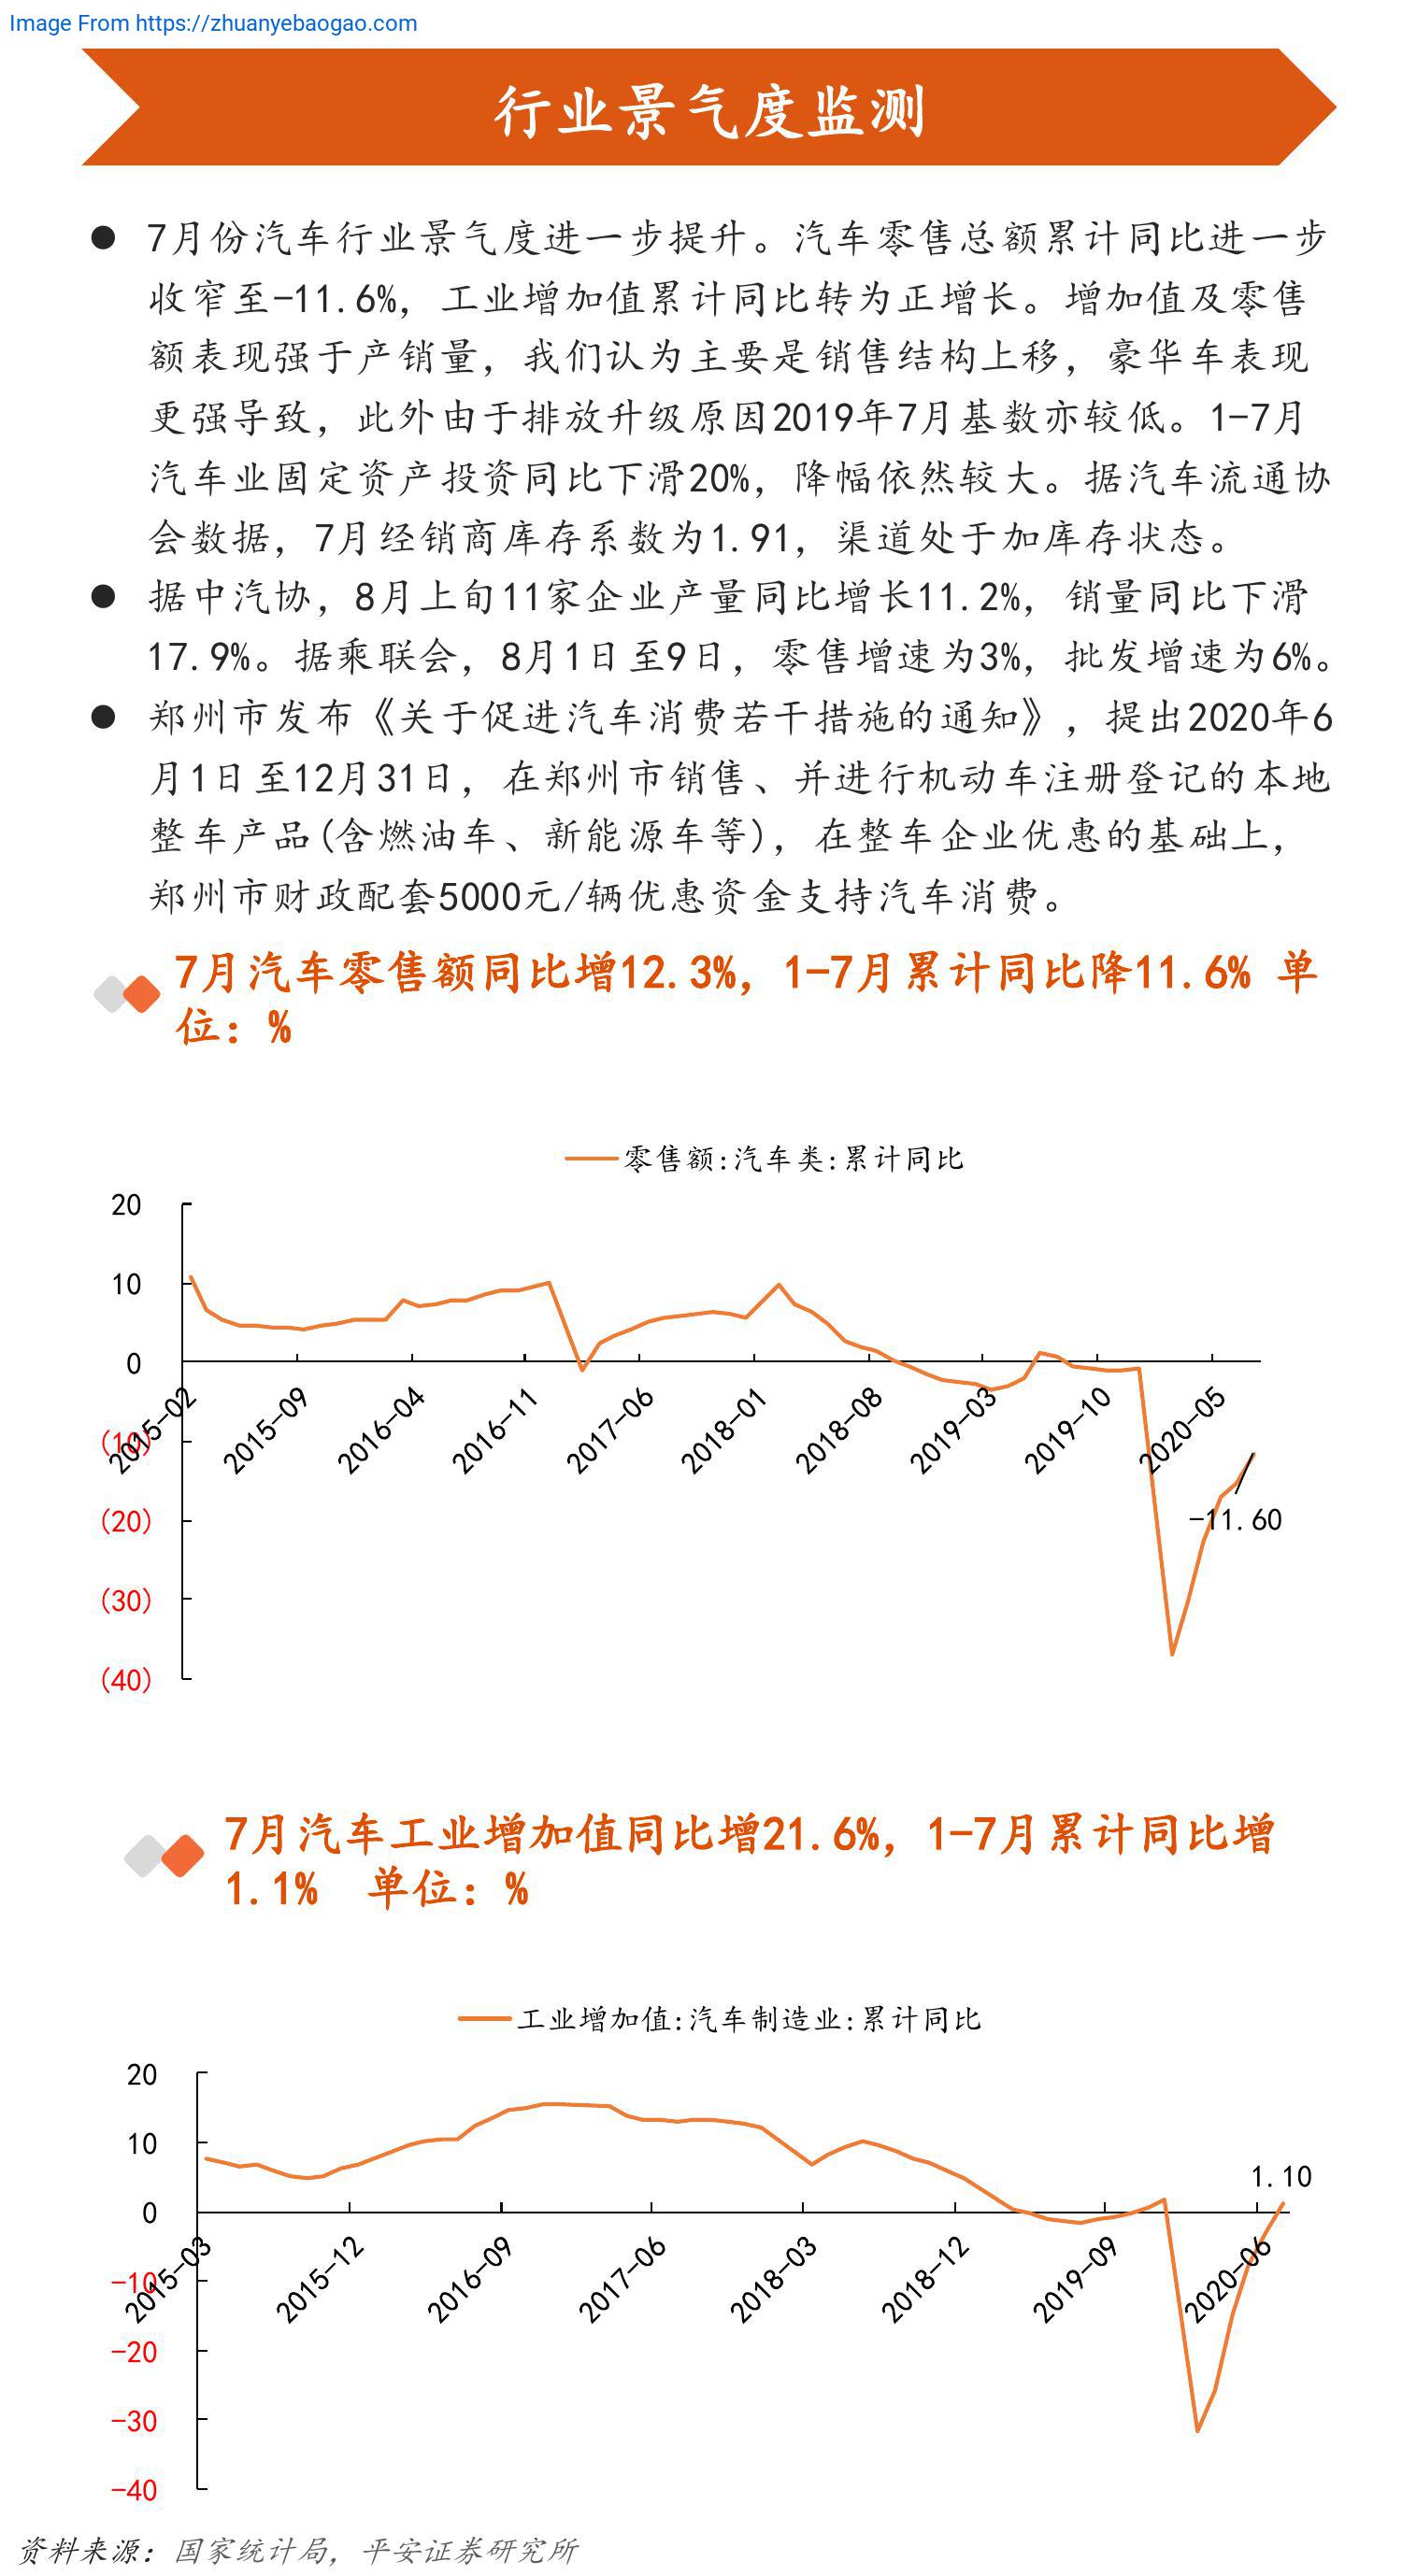 Image From https://zhuanyebaogao.com
行业景气度监测
● 7月份汽车行业景气度进一步提升。汽车零售总额累计同比进一步
收窄至-11.6%，工业增加值累计同比转为正增长。增加值及零售
额表现强于产销量，我们认为主要是销售结构上移，豪华车表现
更强导致，此外由于排放升级原因2019年7月基数亦较低。1-7月
汽车业固定资产投资同比下滑20%，降幅依然较大。据汽车流通协
会数据，7月经销商库存系数为1.91，渠道处于加库存状态。
● 据中汽协，8月上旬11家企业产量同比增长11.2%，销量同比下滑
17.9%。据乘联会，8月1日至9日，零售增速为3%，批发增速为6%。
● 郑州市发布《关于促进汽车消费若干措施的通知》，提出2020年6
月1日至12月31日，在郑州市销售、并进行机动车注册登记的本地
整车产品(含燃油车、新能源车等)，在整车企业优惠的基础上，
郑州市财政配套5000元/辆优惠资金支持汽车消费。
7月汽车零售额同比增12.3%，1-7月累计同比降11.6% 单
位：%
零售额:汽车类:累计同比
20
10
0
(10)
(20)
(30)
(40)
2015-02
2015-09
2016-04
2016-11
2017-06
2018-01
2018-08
2019-03
2019-10
2020-05
-11.60
7月汽车工业增加值同比增21.6%，1-7月累计同比增
1.1% 单位：%
工业增加值:汽车制造业:累计同比
20
10
0
-10
-20
-30
-40
2015-03
2015-12
2016-09
2017-06
2018-03
2018-12
2019-09
2020-06
1.10
资料来源：国家统计局，平安证券研究所